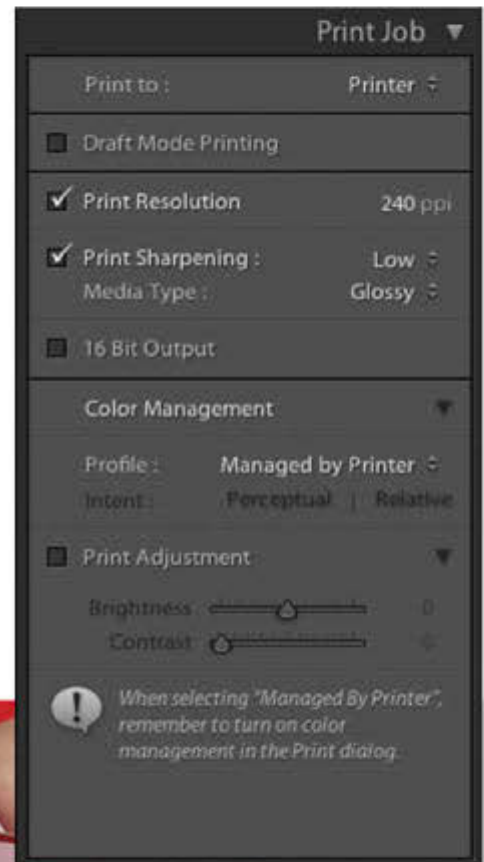 Print Job
Print to : Printer
Draft Mode Printing
Print Resolution 240 ppi
Print Sharpening : Low
Media Type : Glossy
16 Bit Output
Color Management
Profile : Managed by Printer
Intent : Perceptual | Relative
Print Adjustment
Brightness 0
Contrast 0
When selecting "Managed By Printer",
remember to turn on color
management in the Print dialog.